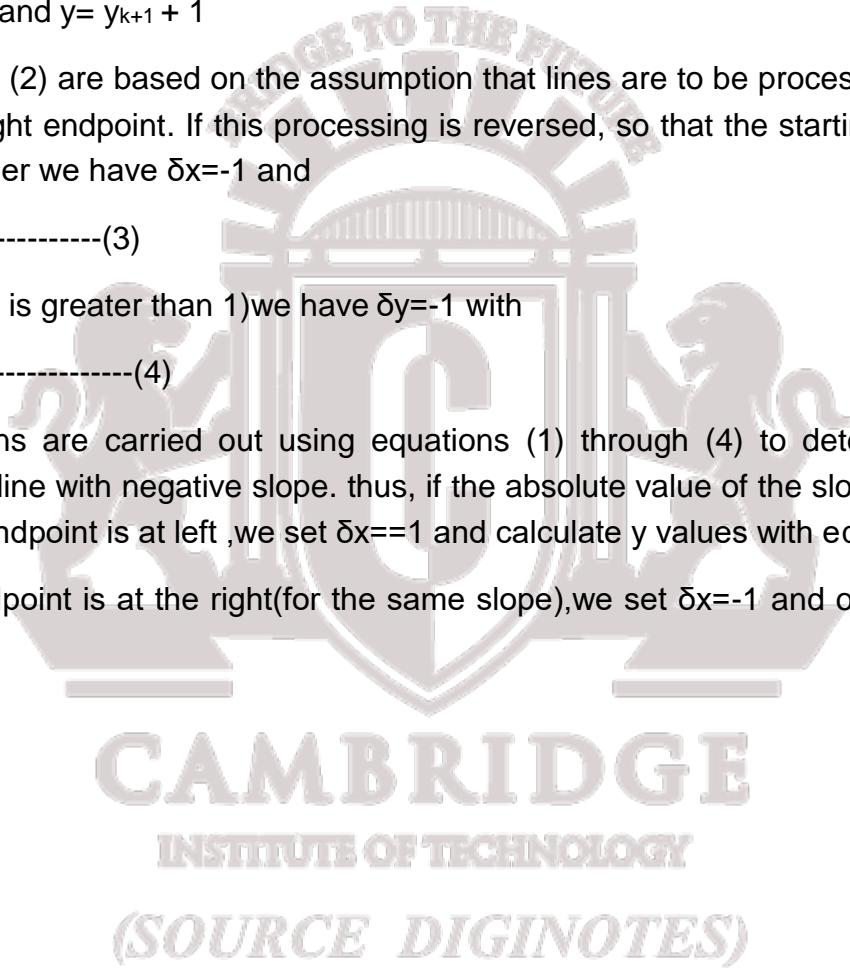 and y= yk+1 + 1
BRIDGE TO THE FUTURE
(2) are based on the assumption that lines are to be proces
ght endpoint. If this processing is reversed, so that the startin
er we have δx=-1 and
-----------(3)
is greater than 1)we have δy=-1 with
-------------(4)
ns are carried out using equations (1) through (4) to dete
line with negative slope. thus, if the absolute value of the slo
ndpoint is at left ,we set δx==1 and calculate y values with ec
dpoint is at the right(for the same slope),we set δx=-1 and o
CAMBRIDGE
INSTITUTE OF TECHNOLOGY
(SOURCE DIGINOTES)